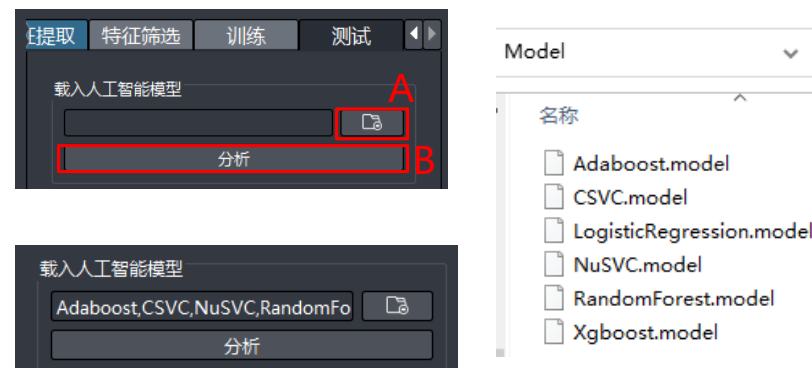 征提取 特征筛选 训练 测试
载入人工智能模型
A
分析
B
载入人工智能模型
Adaboost,CSVC,NuSVC,RandomFo
分析
Model
名称
Adaboost.model
CSVC.model
LogisticRegression.model
NuSVC.model
RandomForest.model
Xgboost.model